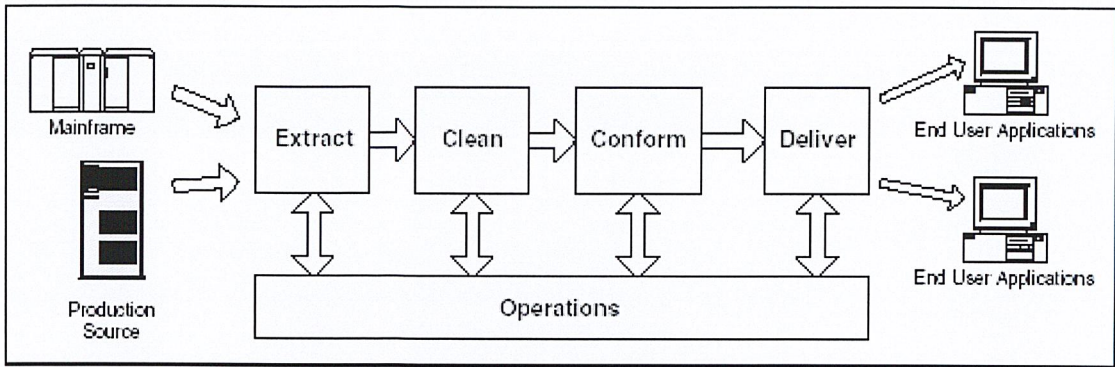 Mainframe
Production
Source
Extract
Clean
Conform
Deliver
Operations
End User Applications
End User Applications